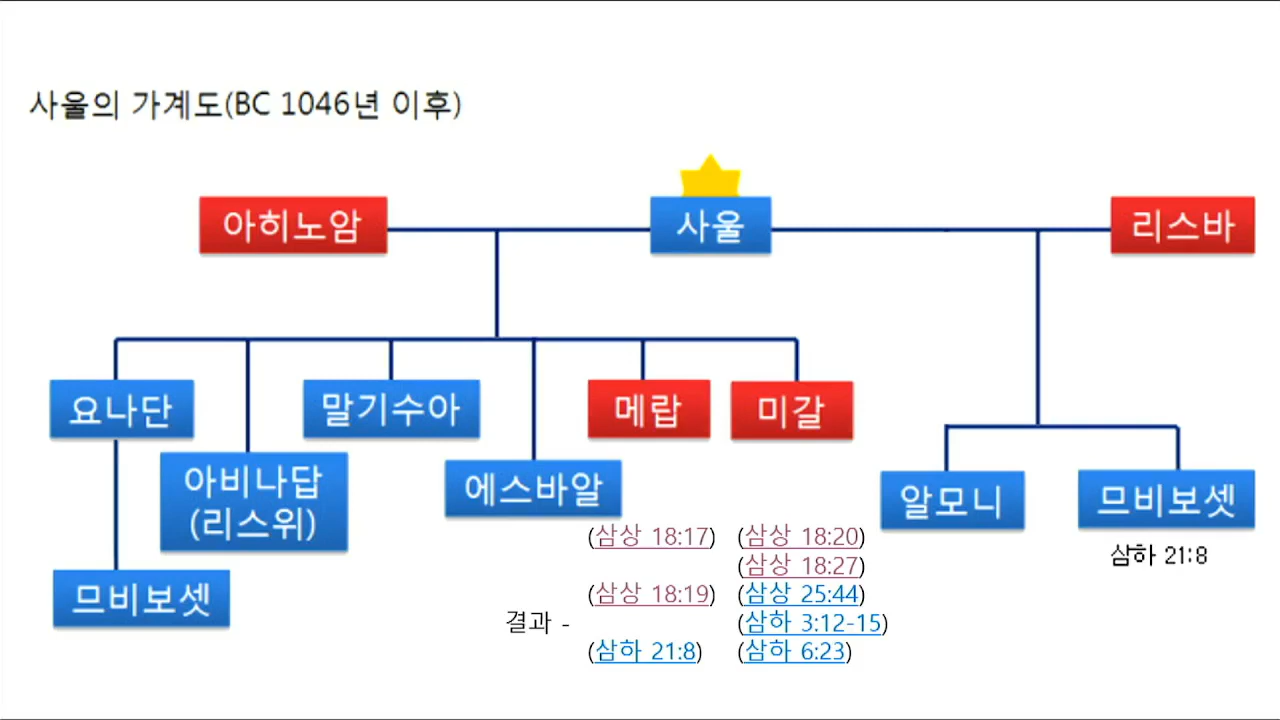 사울의 가계도(BC 1046년 이후)
아히노암
사울
리스바
요나단
말기수아
메랍
미갈
아비나답
(리스위)
에스바알
알모니
므비보셋
므비보셋
삼하 21:8
(삼상 18:17) (삼상 18:20)
(삼상 18:27)
(삼상 18:19) (삼상 25:44)
결과 - (삼하 3:12-15)
(삼하 21:8) (삼하 6:23)